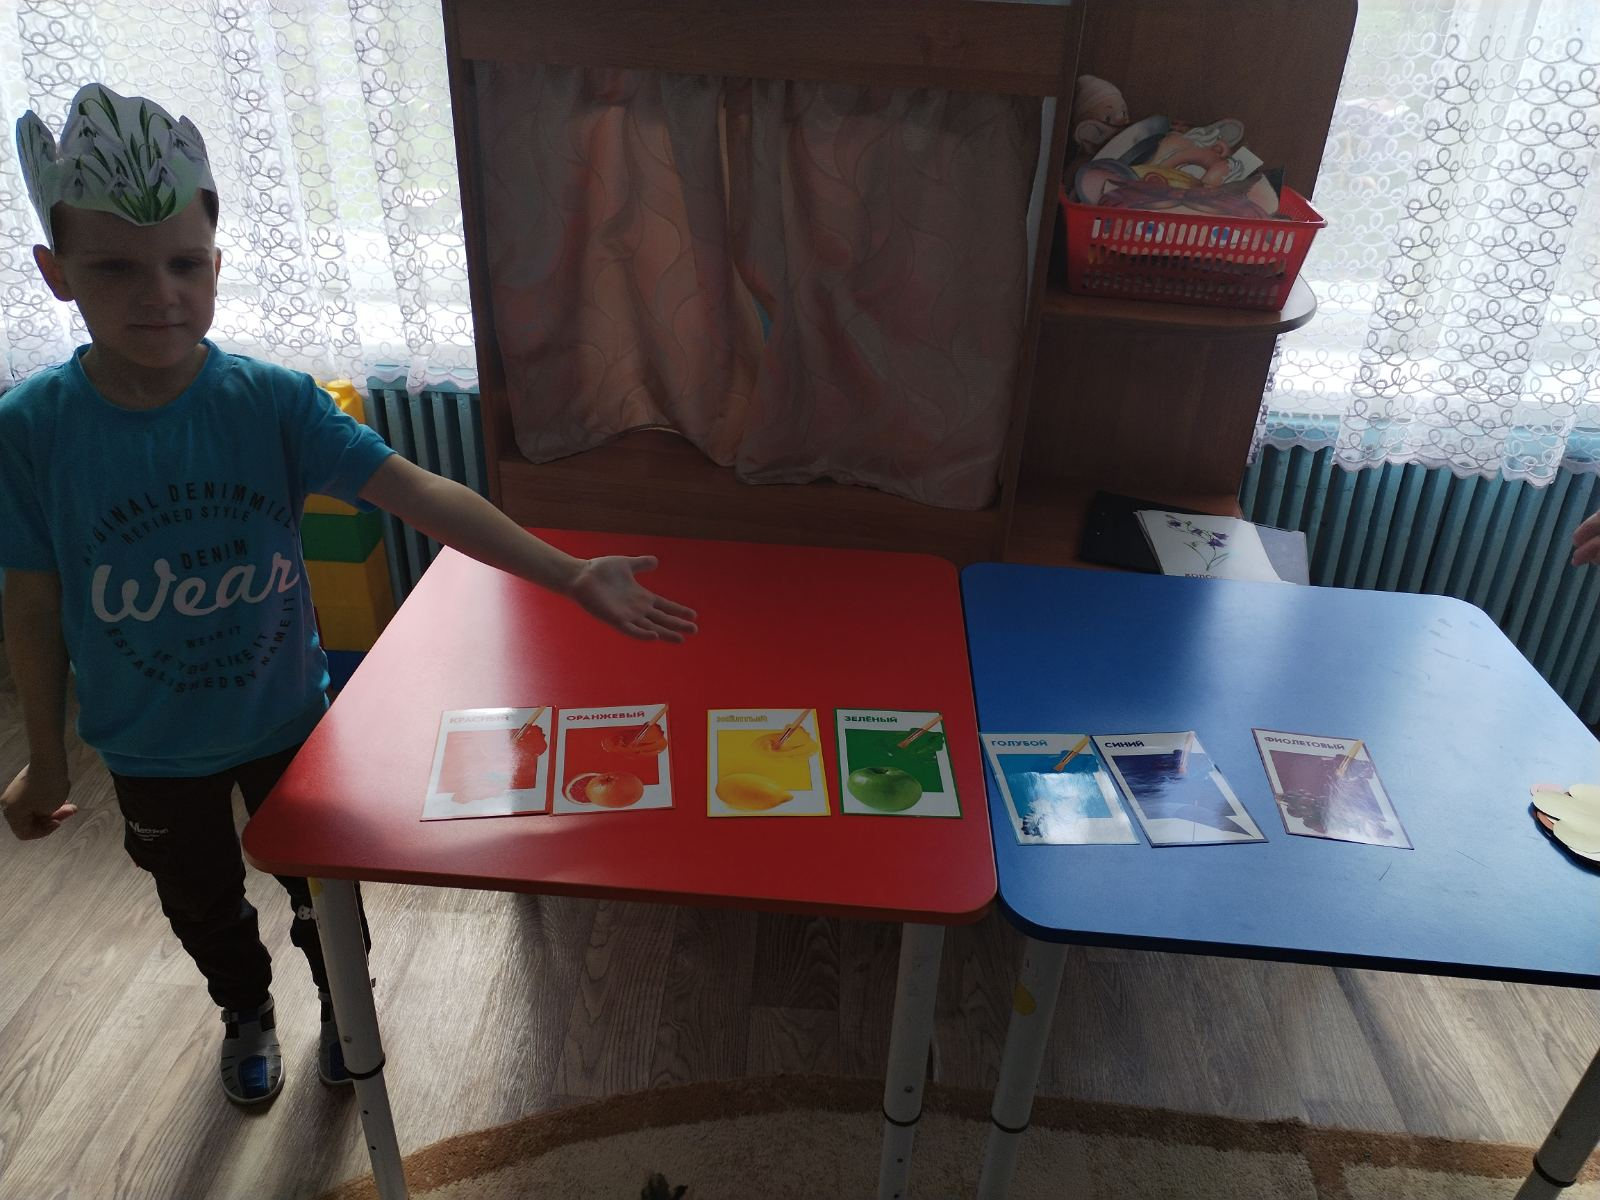 ORIGINAL DENIMMILL
REFINED STYLE
DENIM
Wear
WEAR IT
IF YOU LIKE IT
ESTABLISHED BY NAME IT
КРАСНЫЙ
ОРАНЖЕВЫЙ
ЖЁЛТЫЙ
ЗЕЛЁНЫЙ
ГОЛУБОЙ
СИНИЙ
ФИОЛЕТОВЫЙ